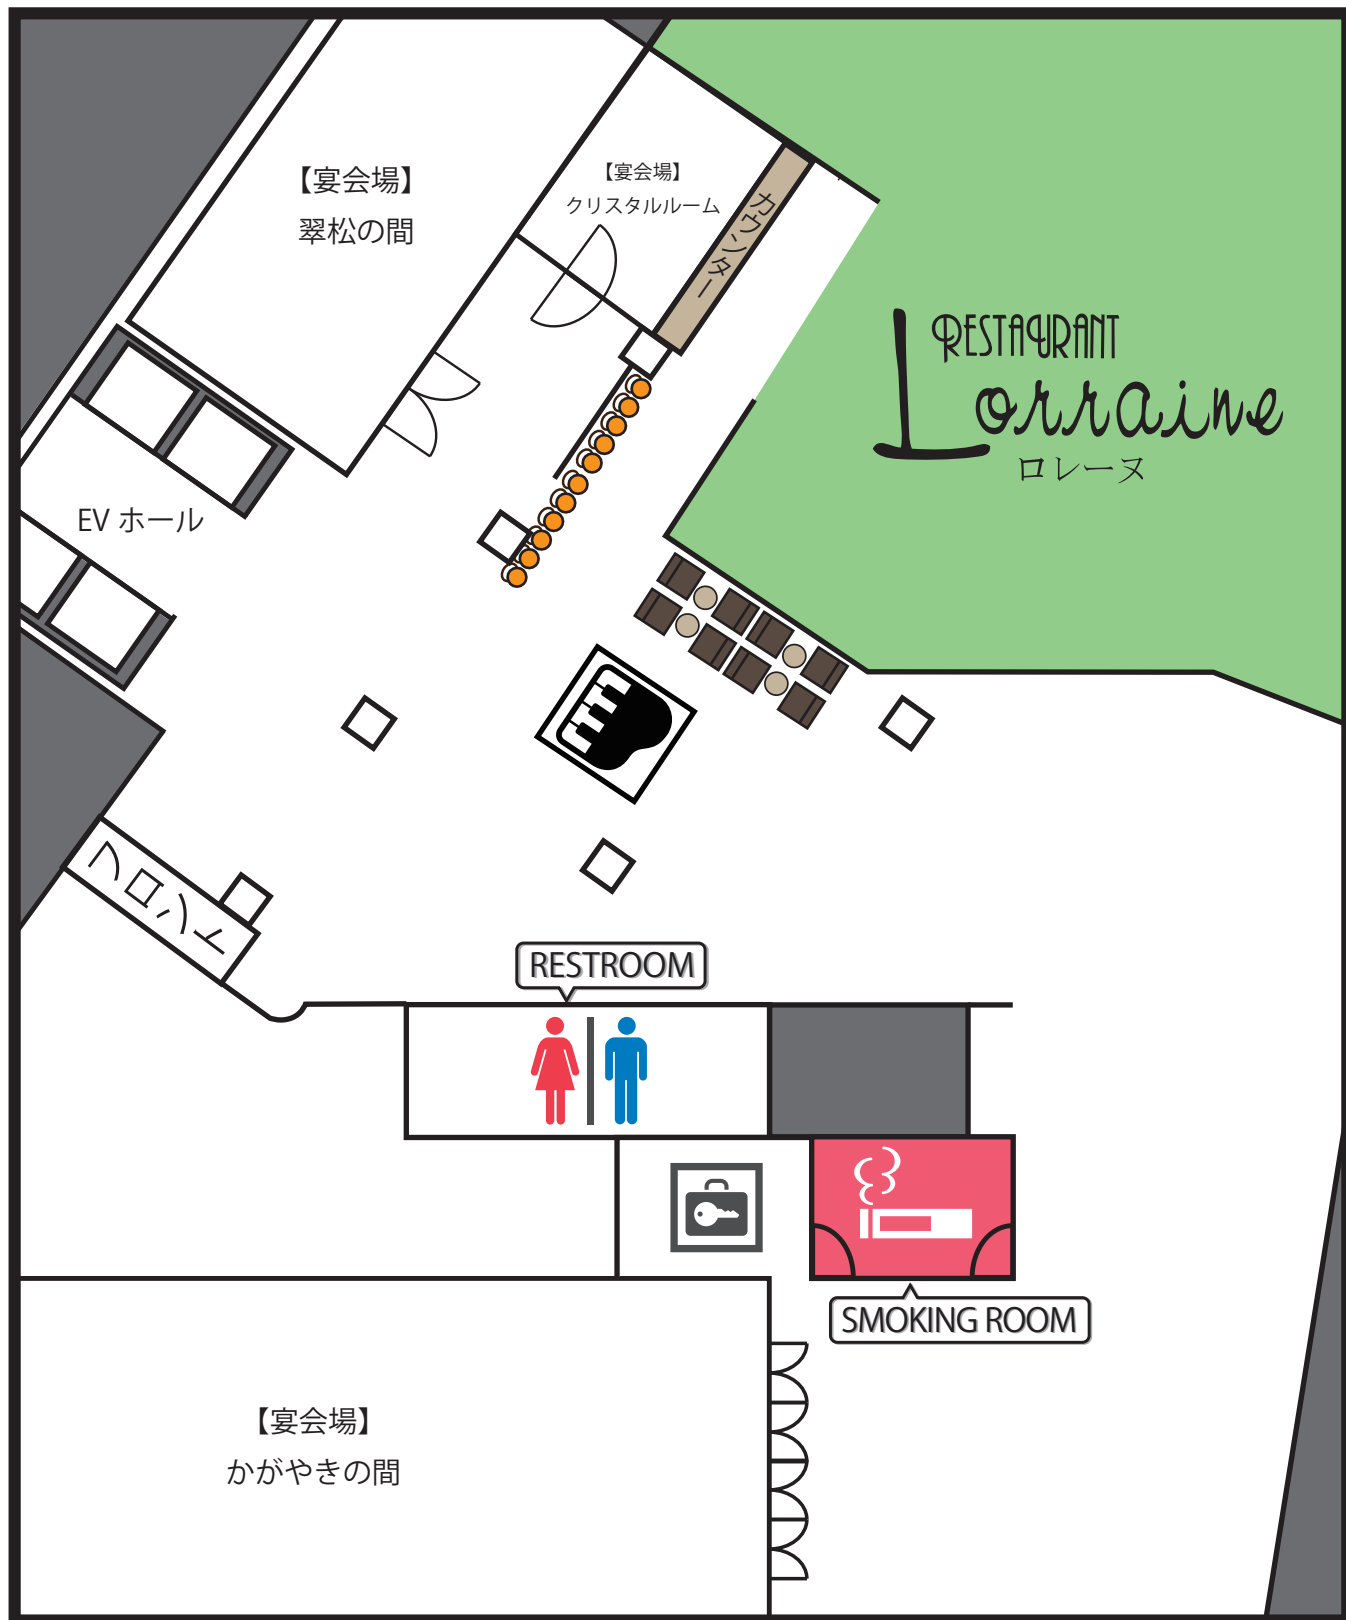 【宴会場】
翠松の間
【宴会場】
クリスタルルーム
カウンター
RESTAURANT
Lorraine
ロレーヌ
EV ホール
フロント
RESTROOM
SMOKING ROOM
【宴会場】
かがやきの間